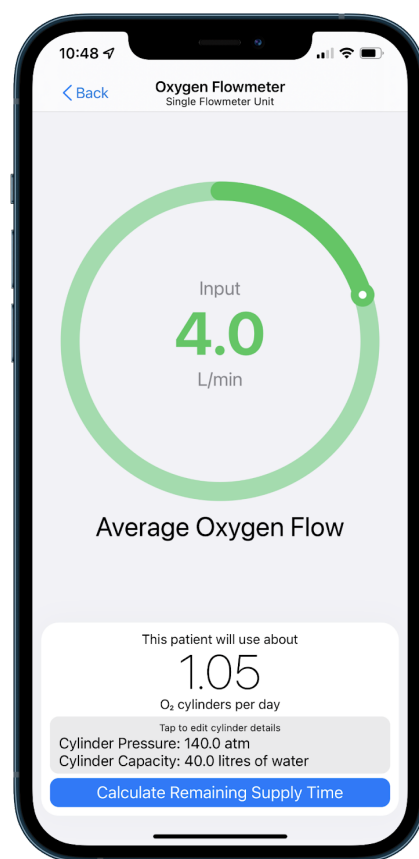 10:48
Back
Oxygen Flowmeter
Single Flowmeter Unit
Input
4.0
L/min
Average Oxygen Flow
This patient will use about
1.05
O₂ cylinders per day
Tap to edit cylinder details
Cylinder Pressure: 140.0 atm
Cylinder Capacity: 40.0 litres of water
Calculate Remaining Supply Time